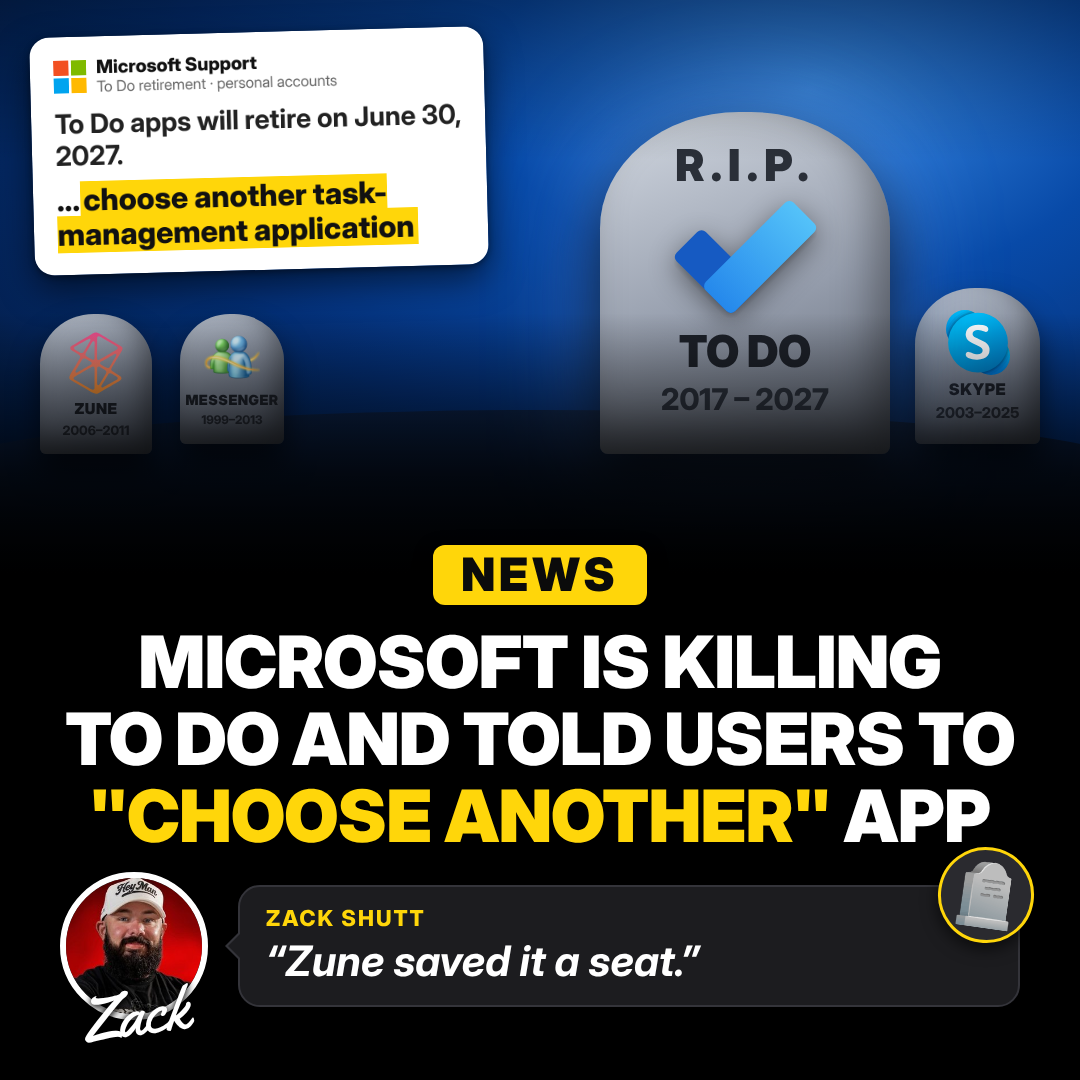 Microsoft Support
To Do retirement · personal accounts
To Do apps will retire on June 30,
2027.
...choose another task-
management application
R.I.P.
TO DO
2017 – 2027
ZUNE
2006–2011
MESSENGER
1999–2013
S
SKYPE
2003–2025
NEWS
MICROSOFT IS KILLING
TO DO AND TOLD USERS TO
"CHOOSE ANOTHER" APP
Hey Man
ZACK SHUTT
“Zune saved it a seat.”
Zack